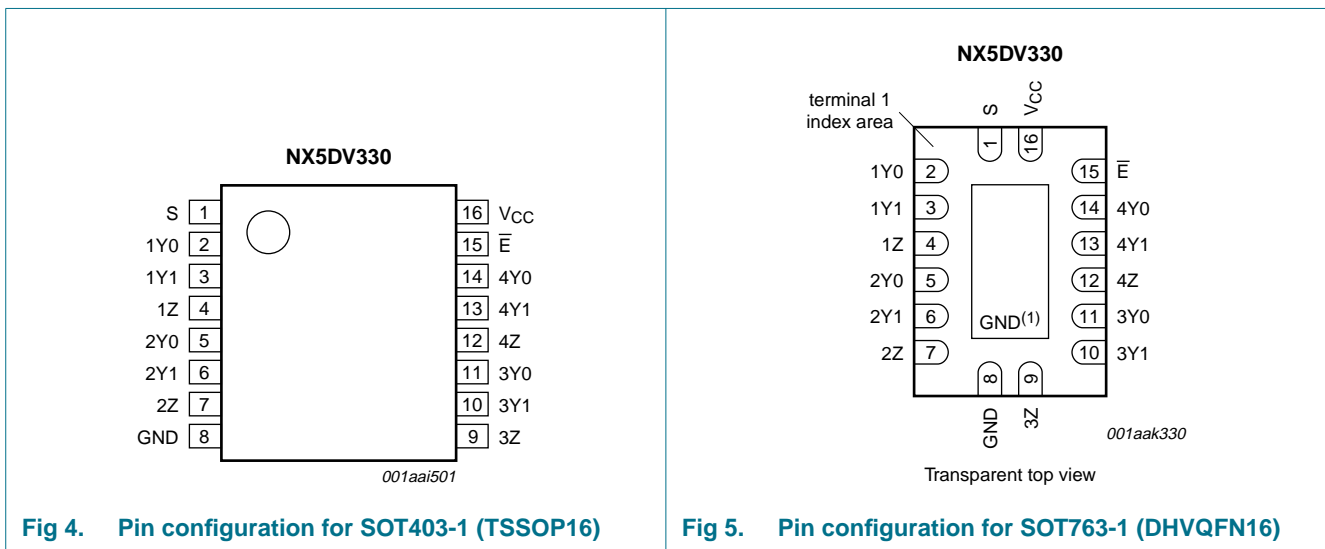 NX5DV330
S 1
1Y0 2
1Y1 3
1Z 4
2Y0 5
2Y1 6
2Z 7
GND 8
16 VCC
15 E̅
14 4Y0
13 4Y1
12 4Z
11 3Y0
10 3Y1
9 3Z
001aai501
Fig 4. Pin configuration for SOT403-1 (TSSOP16)
NX5DV330
terminal 1
index area
S
VCC
1
16
1Y0 2
1Y1 3
1Z 4
2Y0 5
2Y1 6
2Z 7
15 E̅
14 4Y0
13 4Y1
12 4Z
11 3Y0
10 3Y1
GND(1)
8
9
GND
3Z
001aak330
Transparent top view
Fig 5. Pin configuration for SOT763-1 (DHVQFN16)